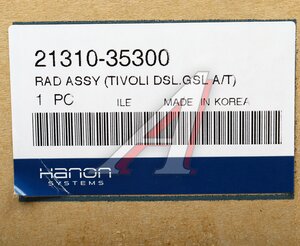 21310-35300
RAD ASSY (TIVOLI DSL.GSL A/T)
1 PC ILE MADE IN KOREA
Hanon
SYSTEMS